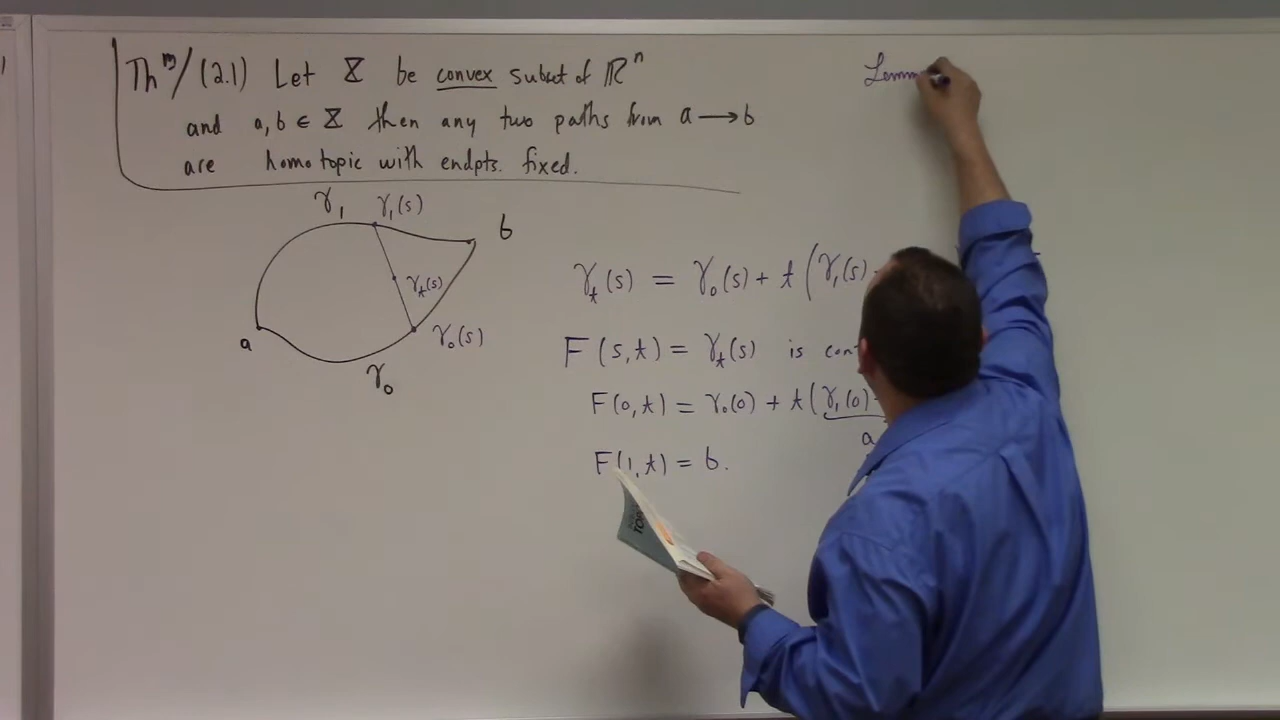 Thm/ (2.1) Let X be convex subset of ℝⁿ
and a, b ∈ X then any two paths from a ⟶ b
are homotopic with endpts. fixed.
γ₁ γ₁(s)
b
γₜ(s)
a
γ₀(s)
γ₀
Lemm
γₜ(s) = γ₀(s) + t(γ₁(s)
F(s,t) = γₜ(s) is con
F(0,t) = γ₀(0) + t(γ₁(0)
a
F(1,t) = b.